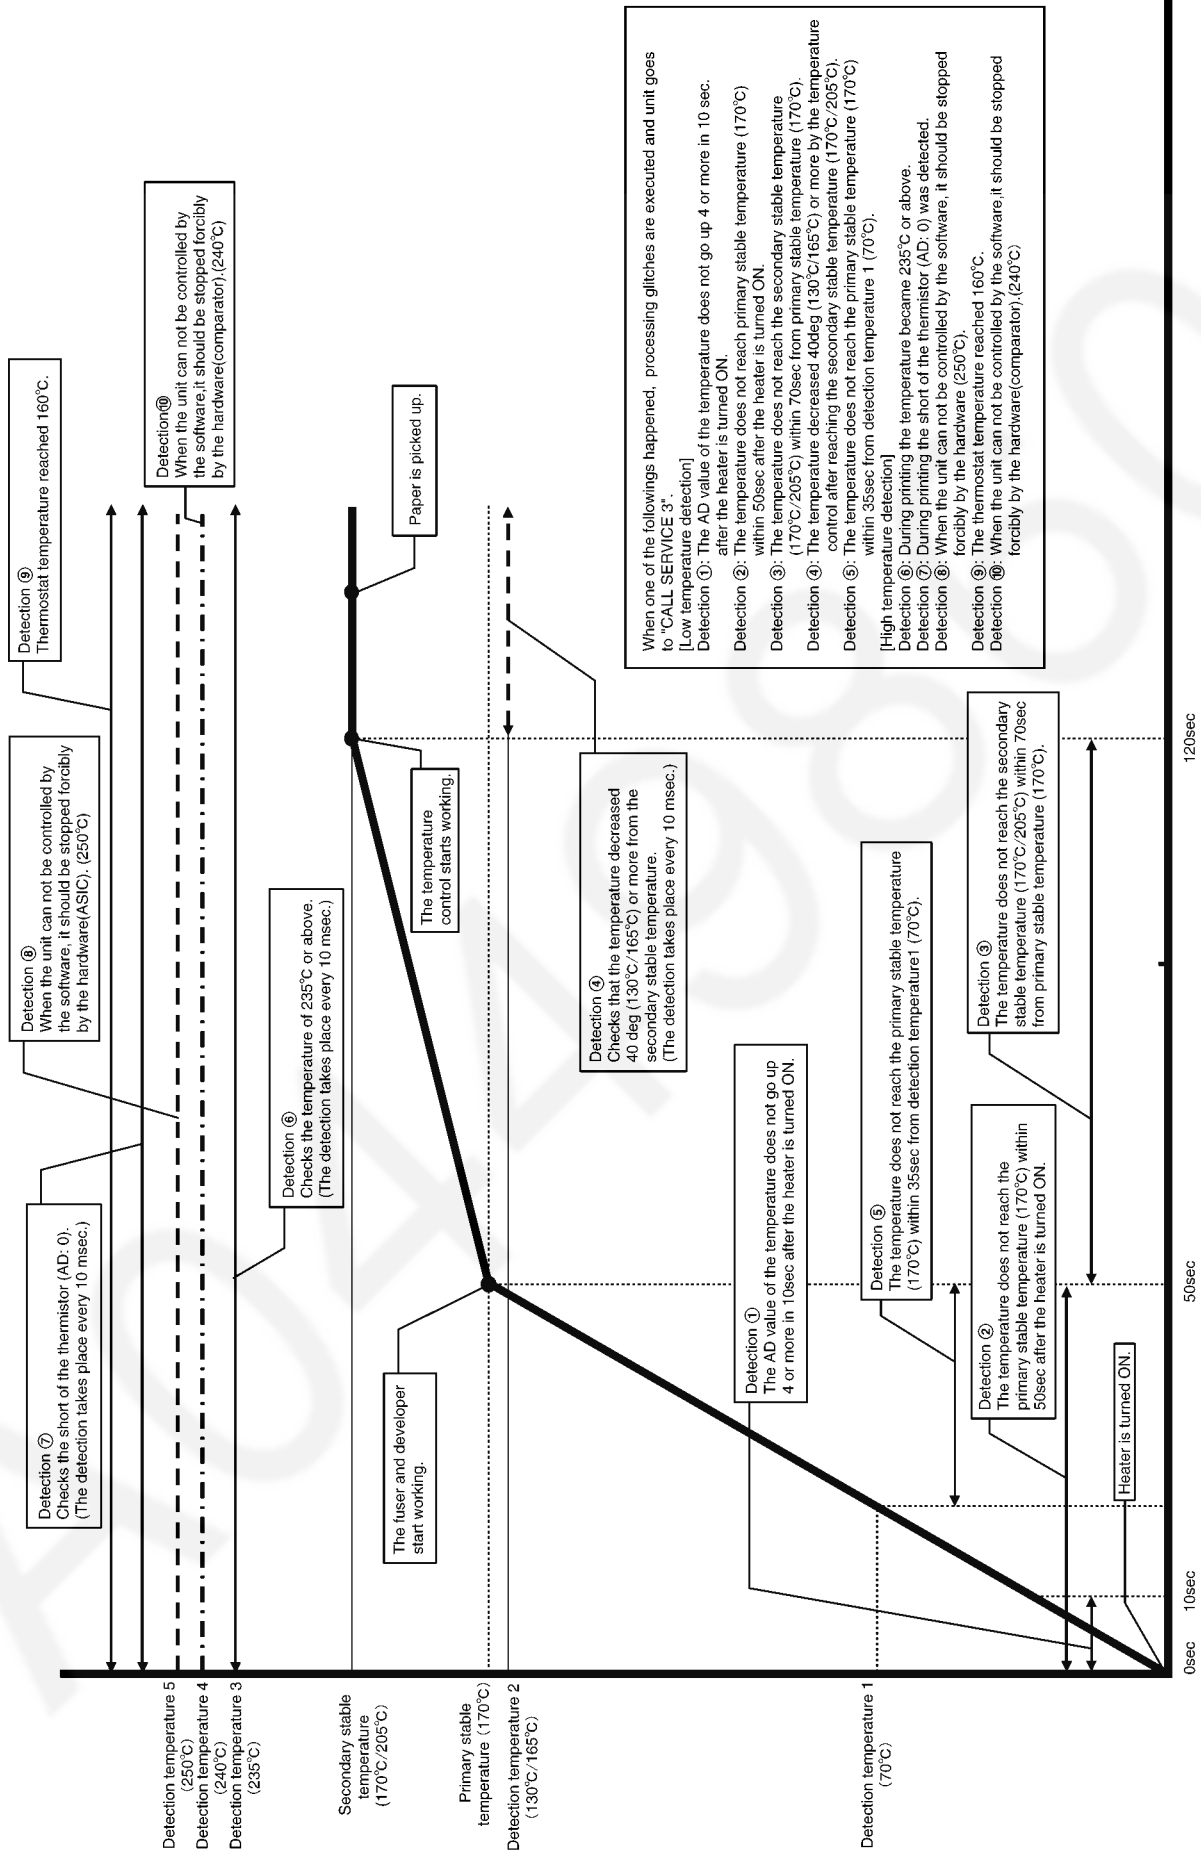 Detection ⑦
Checks the short of the thermistor (AD: 0).
(The detection takes place every 10 msec.)
Detection ⑧
When the unit can not be controlled by
the software, it should be stopped forcibly
by the hardware(ASIC). (250°C)
Detection ⑨
Thermostat temperature reached 160°C.
Detection⑩
When the unit can not be controlled by
the software,it should be stopped forcibly
by the hardware(comparator).(240°C)
Detection temperature 5
(250°C)
Detection temperature 4
(240°C)
Detection temperature 3
(235°C)
Detection ⑥
Checks the temperature of 235°C or above.
(The detection takes place every 10 msec.)
Secondary stable
temperature
(170°C/205°C)
Paper is picked up.
The temperature
control starts working.
The fuser and developer
start working.
Primary stable
temperature (170°C)
Detection temperature 2
(130°C/165°C)
Detection ④
Checks that the temperature decreased
40 deg (130°C/165°C) or more from the
secondary stable temperature.
(The detection takes place every 10 msec.)
Detection ①
The AD value of the temperature does not go up
4 or more in 10sec after the heater is turned ON.
Detection temperature 1
(70°C)
Detection ⑤
The temperature does not reach the primary stable temperature
(170°C) within 35sec from detection temperature1 (70°C).
Detection ②
The temperature does not reach the
primary stable temperature (170°C) within
50sec after the heater is turned ON.
Detection ③
The temperature does not reach the secondary
stable temperature (170°C/205°C) within 70sec
from primary stable temperature (170°C).
Heater is turned ON.
0sec
10sec
50sec
120sec
When one of the followings happened, processing glitches are executed and unit goes
to "CALL SERVICE 3".
[Low temperature detection]
Detection ①: The AD value of the temperature does not go up 4 or more in 10 sec.
after the heater is turned ON.
Detection ②: The temperature does not reach primary stable temperature (170°C)
within 50sec after the heater is turned ON.
Detection ③: The temperature does not reach the secondary stable temperature
(170°C/205°C) within 70sec from primary stable temperature (170°C).
Detection ④: The temperature decreased 40deg (130°C/165°C) or more by the temperature
control after reaching the secondary stable temperature (170°C/205°C).
Detection ⑤: The temperature does not reach the primary stable temperature (170°C)
within 35sec from detection temperature 1 (70°C).
[High temperature detection]
Detection ⑥: During printing the temperature became 235°C or above.
Detection ⑦: During printing the short of the thermistor (AD: 0) was detected.
Detection ⑧: When the unit can not be controlled by the software, it should be stopped
forcibly by the hardware (250°C).
Detection ⑨: The thermostat temperature reached 160°C.
Detection ⑩: When the unit can not be controlled by the software,it should be stopped
forcibly by the hardware(comparator).(240°C)